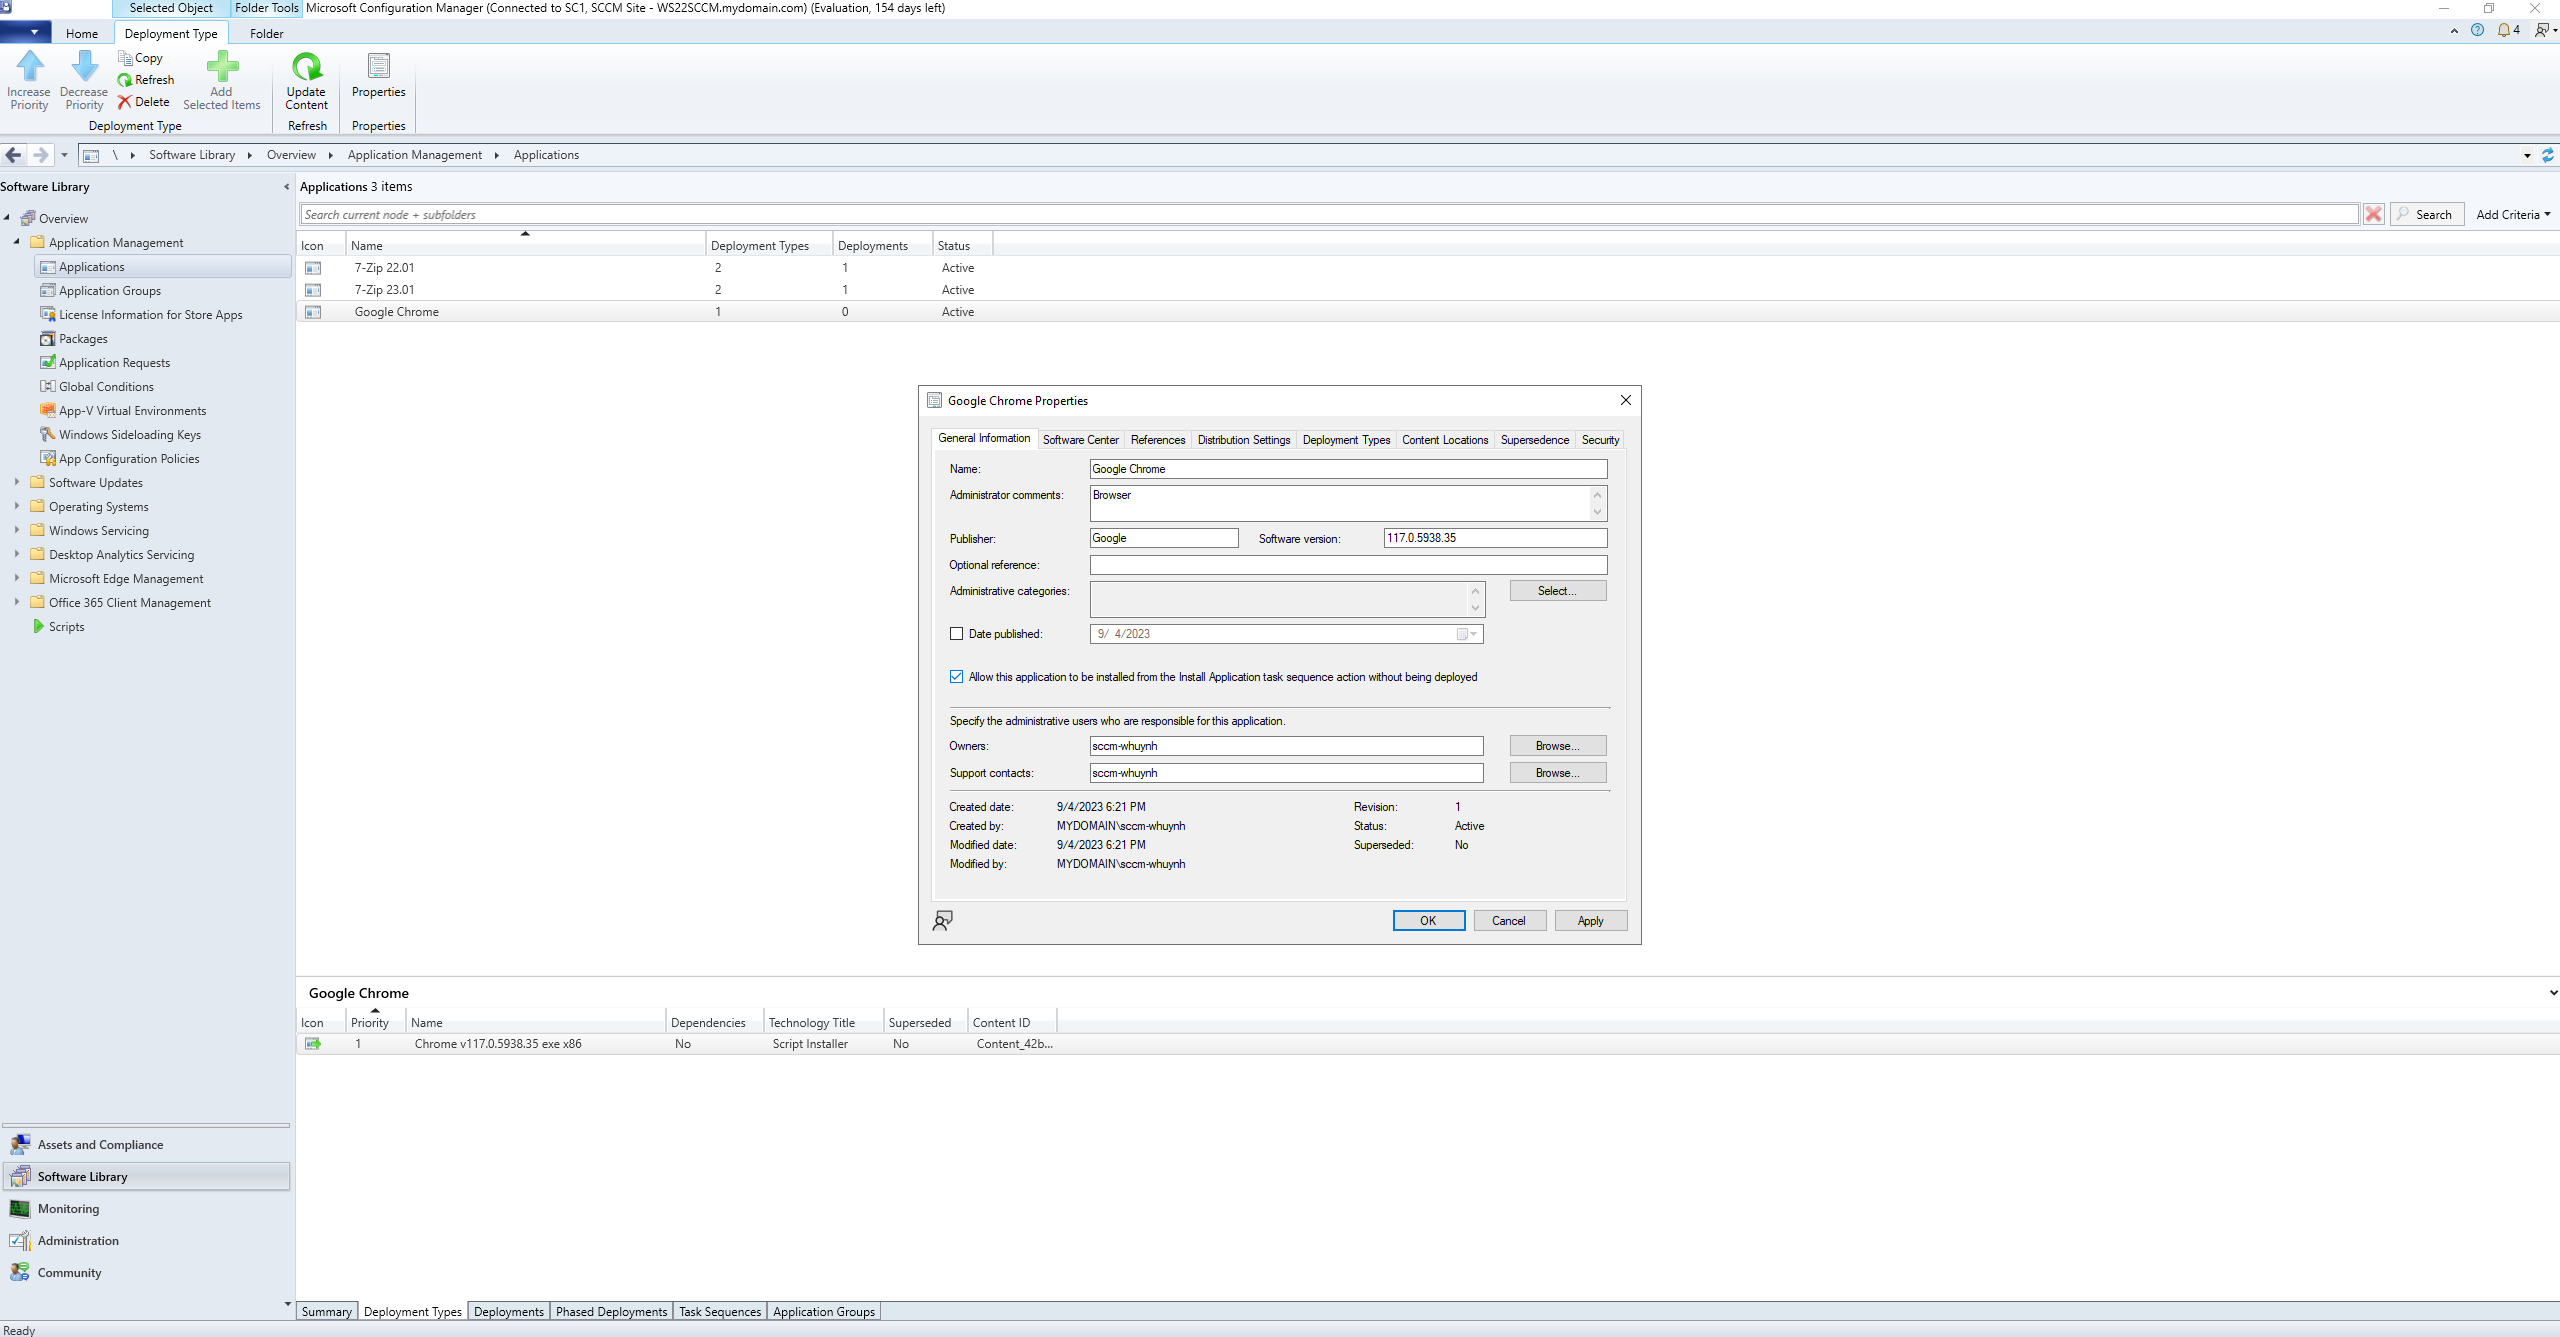 Selected Object Folder Tools Microsoft Configuration Manager (Connected to SC1, SCCM Site - WS22SCCM.mydomain.com) (Evaluation, 154 days left)
Home Deployment Type Folder 4
Increase Priority
Decrease Priority
Copy
Refresh
Delete
Add Selected Items
Update Content
Properties
Deployment Type Refresh Properties
\ Software Library Overview Application Management Applications
Software Library
Overview
Application Management
Applications
Application Groups
License Information for Store Apps
Packages
Application Requests
Global Conditions
App-V Virtual Environments
Windows Sideloading Keys
App Configuration Policies
Software Updates
Operating Systems
Windows Servicing
Desktop Analytics Servicing
Microsoft Edge Management
Office 365 Client Management
Scripts
Assets and Compliance
Software Library
Monitoring
Administration
Community
Applications 3 items
Search current node + subfolders Search Add Criteria
Icon Name Deployment Types Deployments Status
7-Zip 22.01 2 1 Active
7-Zip 23.01 2 1 Active
Google Chrome 1 0 Active
Google Chrome Properties
General Information Software Center References Distribution Settings Deployment Types Content Locations Supersedence Security
Name: Google Chrome
Administrator comments: Browser
Publisher: Google Software version: 117.0.5938.35
Optional reference:
Administrative categories: Select...
Date published: 9/ 4/2023
Allow this application to be installed from the Install Application task sequence action without being deployed
Specify the administrative users who are responsible for this application.
Owners: sccm-whuynh Browse...
Support contacts: sccm-whuynh Browse...
Created date: 9/4/2023 6:21 PM Revision: 1
Created by: MYDOMAIN\sccm-whuynh Status: Active
Modified date: 9/4/2023 6:21 PM Superseded: No
Modified by: MYDOMAIN\sccm-whuynh
OK Cancel Apply
Google Chrome
Icon Priority Name Dependencies Technology Title Superseded Content ID
1 Chrome v117.0.5938.35 exe x86 No Script Installer No Content_42b...
Summary Deployment Types Deployments Phased Deployments Task Sequences Application Groups
Ready